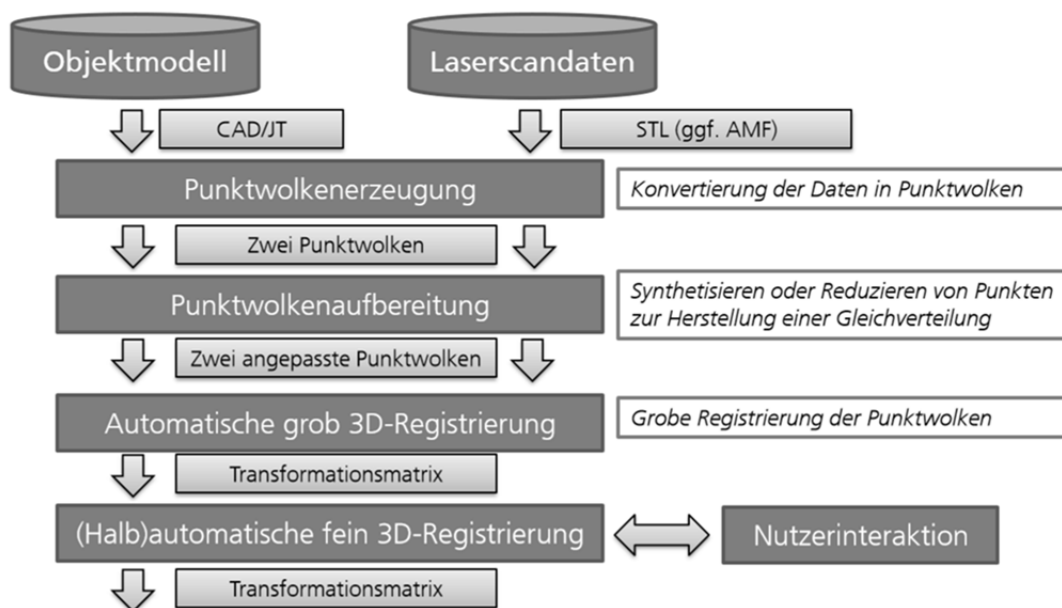 Objektmodell
Laserscandaten
CAD/JT
STL (ggf. AMF)
Punktwolkenerzeugung
Konvertierung der Daten in Punktwolken
Zwei Punktwolken
Punktwolkenaufbereitung
Synthetisieren oder Reduzieren von Punkten
zur Herstellung einer Gleichverteilung
Zwei angepasste Punktwolken
Automatische grob 3D-Registrierung
Grobe Registrierung der Punktwolken
Transformationsmatrix
(Halb)automatische fein 3D-Registrierung
Nutzerinteraktion
Transformationsmatrix